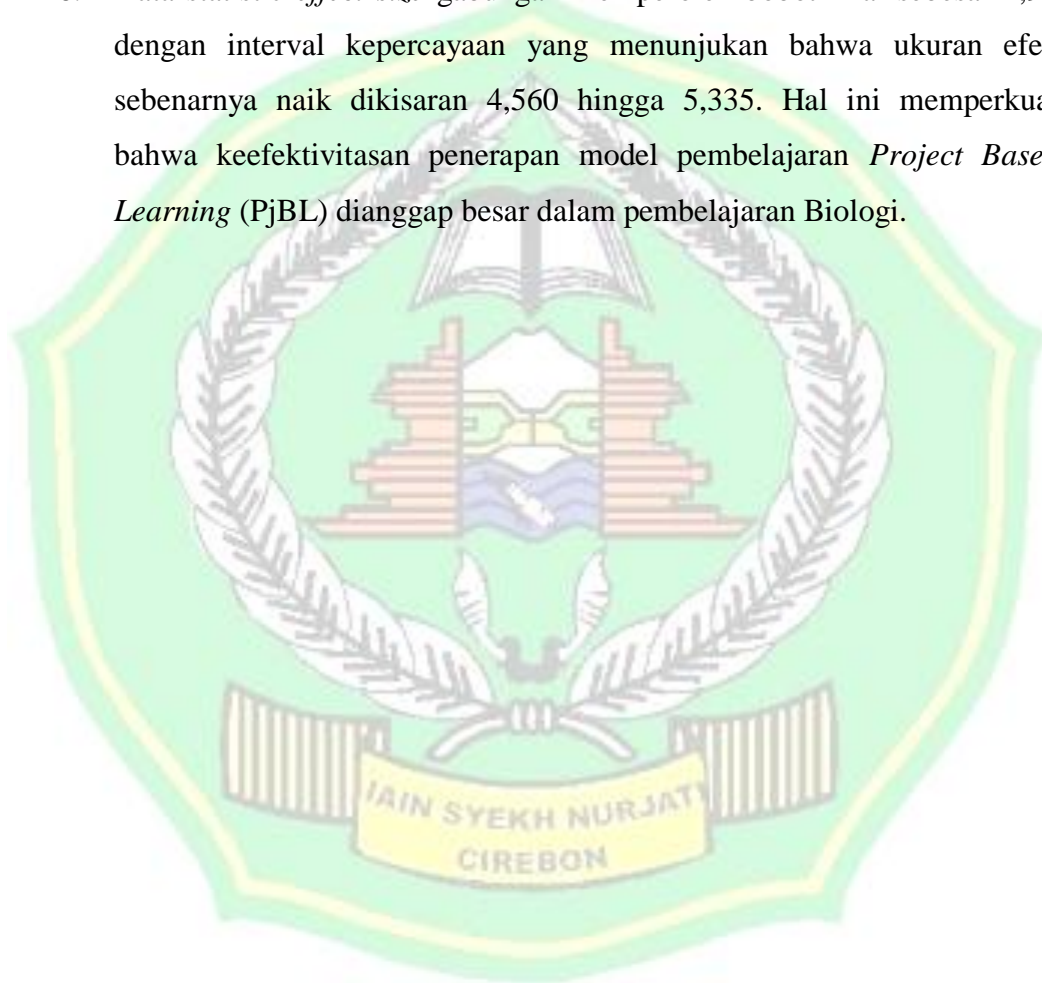 dengan interval kepercayaan yang menunjukan bahwa ukuran efe
sebenarnya naik dikisaran 4,560 hingga 5,335. Hal ini memperkua
bahwa keefektivitasan penerapan model pembelajaran Project Base
Learning (PjBL) dianggap besar dalam pembelajaran Biologi.
IAIN SYEKH NURJATI
CIREBON